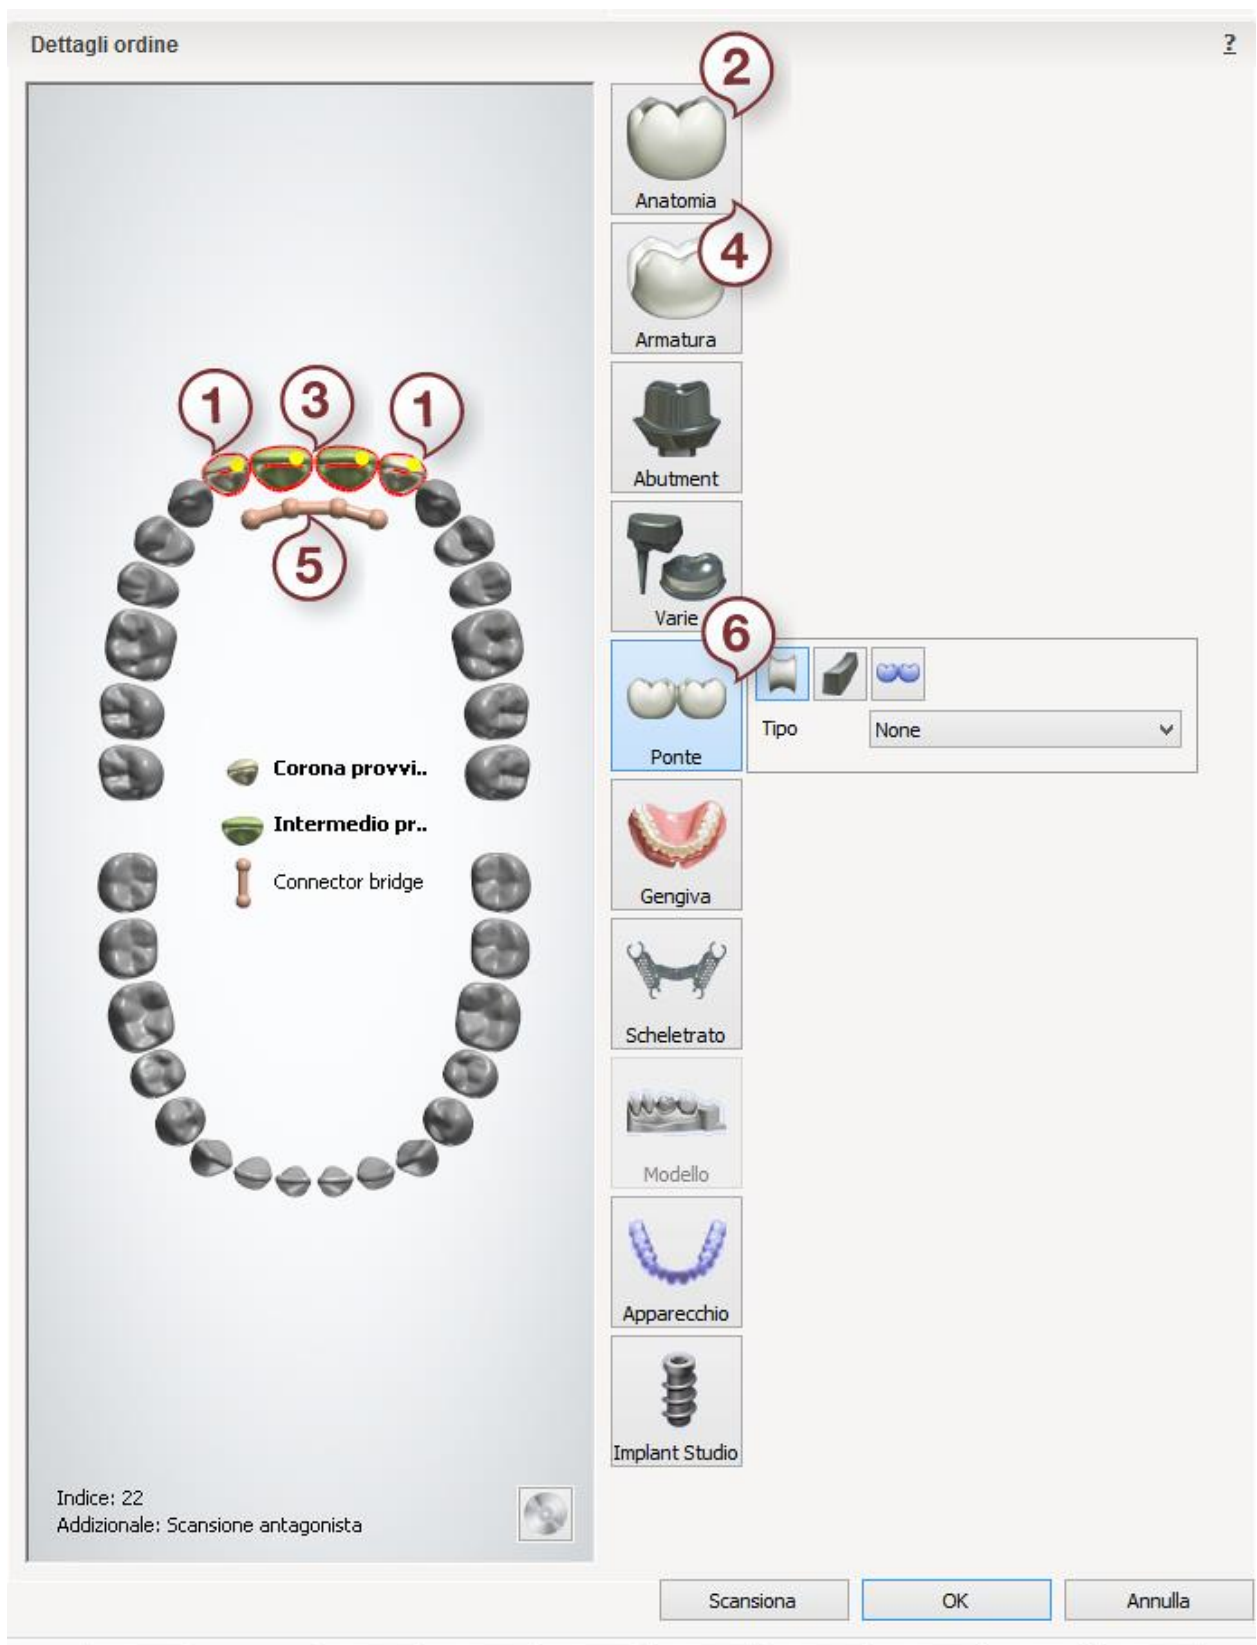 Dettagli ordine
?
2
Anatomia
4
Armatura
1
3
1
Abutment
5
Varie
6
Tipo
None
Ponte
Corona provvi..
Intermedio pr..
Connector bridge
Gengiva
Scheletrato
Modello
Apparecchio
Implant Studio
Indice: 22
Addizionale: Scansione antagonista
Scansiona
OK
Annulla